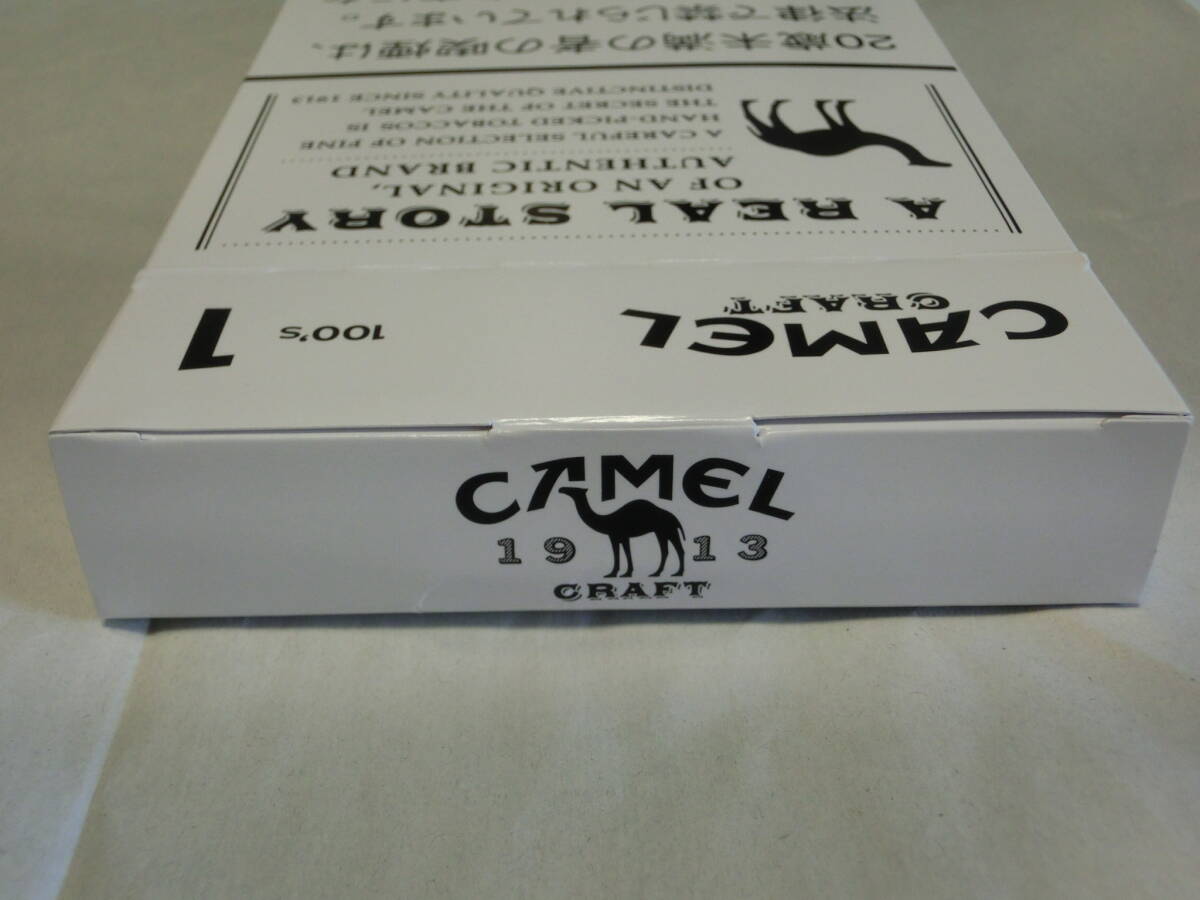 CAMEL
19 13
CRAFT
CAMEL
CRAFT
100's
1
A REAL STORY
OF AN ORIGINAL,
AUTHENTIC BRAND
A CAREFUL SELECTION OF FINE
HAND-PICKED TOBACCOS IS
THE SECRET OF THE CAMEL
DISTINCTIVE QUALITY SINCE 1913
20歳未満の者の喫煙は、
法律で禁じられています。